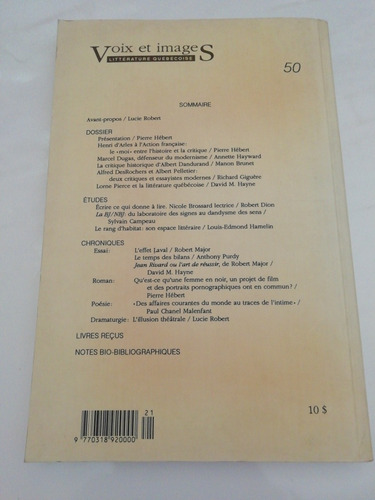 Voix et imageS
LITTÉRATURE QUÉBÉCOISE
50
SOMMAIRE
Avant-propos / Lucie Robert
DOSSIER
Présentation / Pierre Hébert
Henri d'Arles à l'Action française:
le «moi» entre l'histoire et la critique / Pierre Hébert
Marcel Dugas, défenseur du modernisme / Annette Hayward
La critique historique d'Albert Dandurand / Manon Brunet
Alfred DesRochers et Albert Pelletier:
deux critiques et essayistes modernes / Richard Giguère
Lorne Pierce et la littérature québécoise / David M. Hayne
ÉTUDES
Écrire ce qui donne à lire. Nicole Brossard lectrice / Robert Dion
La BJ/NBJ: du laboratoire des signes au dandysme des sens /
Sylvain Campeau
Le rang d'habitat: son espace littéraire / Louis-Edmond Hamelin
CHRONIQUES
Essai: L'effet Laval / Robert Major
Le temps des bilans / Anthony Purdy
Jean Rivard ou l'art de réussir, de Robert Major /
David M. Hayne
Roman: Qu'est-ce qu'une femme en noir, un projet de film
et des portraits pornographiques ont en commun? /
Pierre Hébert
Poésie: «Des affaires courantes du monde au traces de l'intime» /
Paul Chanel Malenfant
Dramaturgie: L'illusion théâtrale / Lucie Robert
LIVRES REÇUS
NOTES BIO-BIBLIOGRAPHIQUES
21
9 770318 920000
10 $